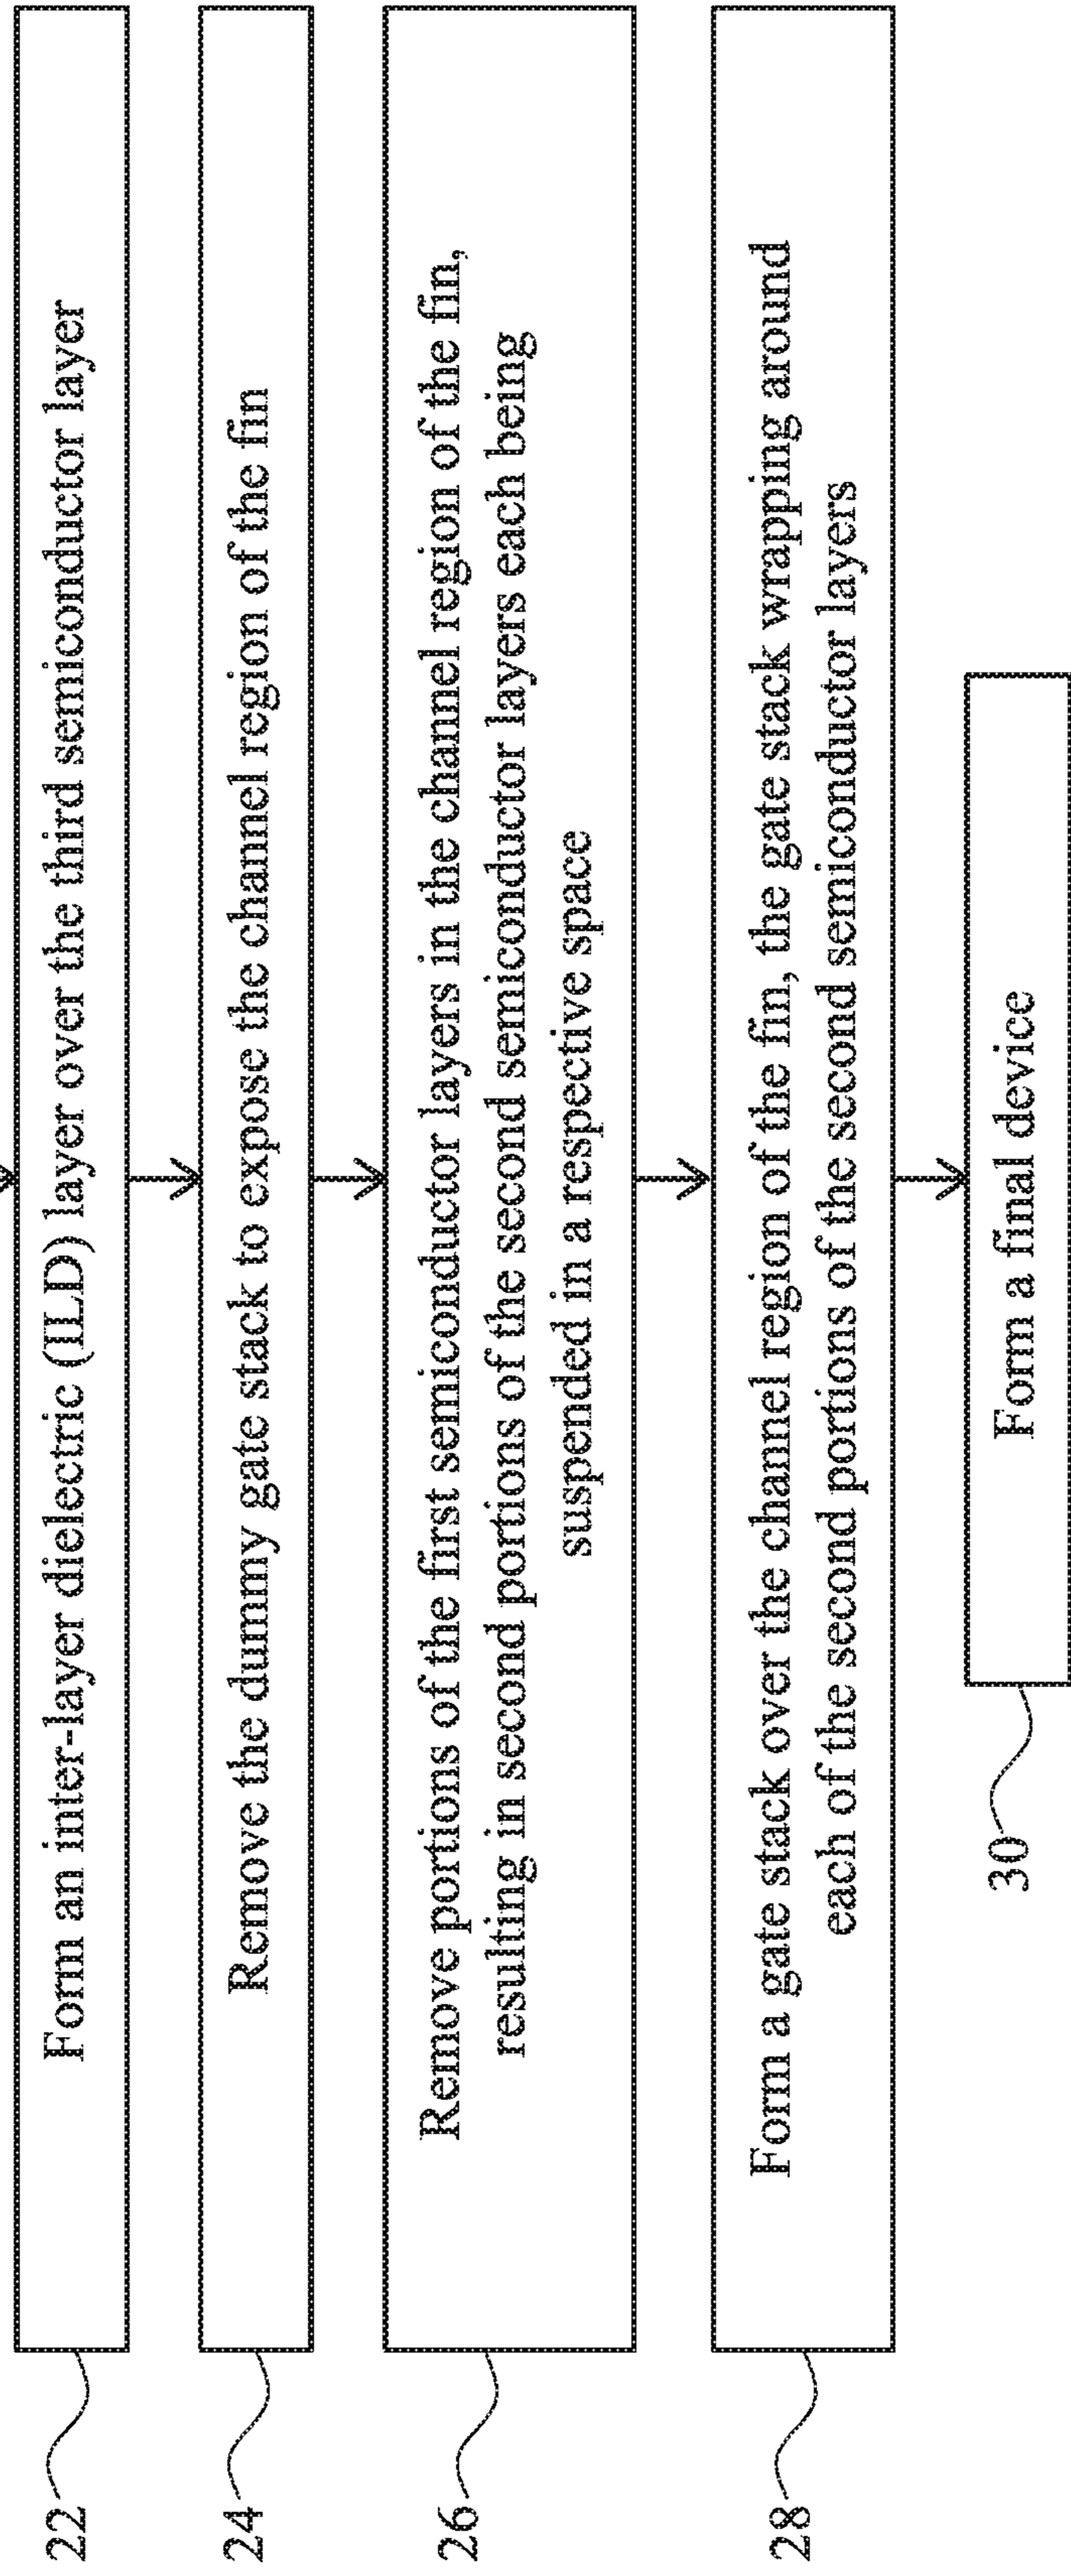 22
Form an inter-layer dielectric (ILD) layer over the third semiconductor layer
24
Remove the dummy gate stack to expose the channel region of the fin
26
Remove portions of the first semiconductor layers in the channel region of the fin,
resulting in second portions of the second semiconductor layers each being
suspended in a respective space
28
Form a gate stack over the channel region of the fin, the gate stack wrapping around
each of the second portions of the second semiconductor layers
30
Form a final device